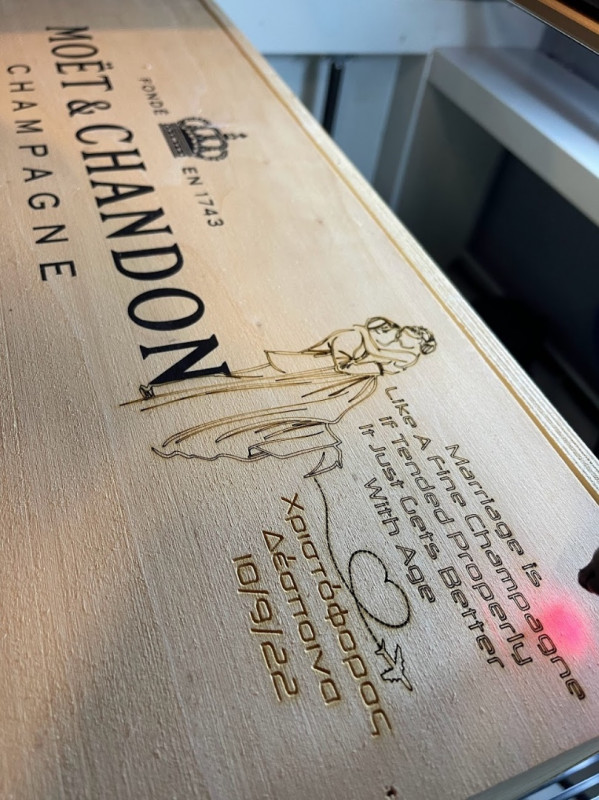 FONDÉ EN 1743
MOËT & CHANDON
CHAMPAGNE
Marriage Is
Like A Fine Champagne
If Tended Properly
It Just Gets Better
With Age
Χριστόφορος
Δέσποινα
10/9/22